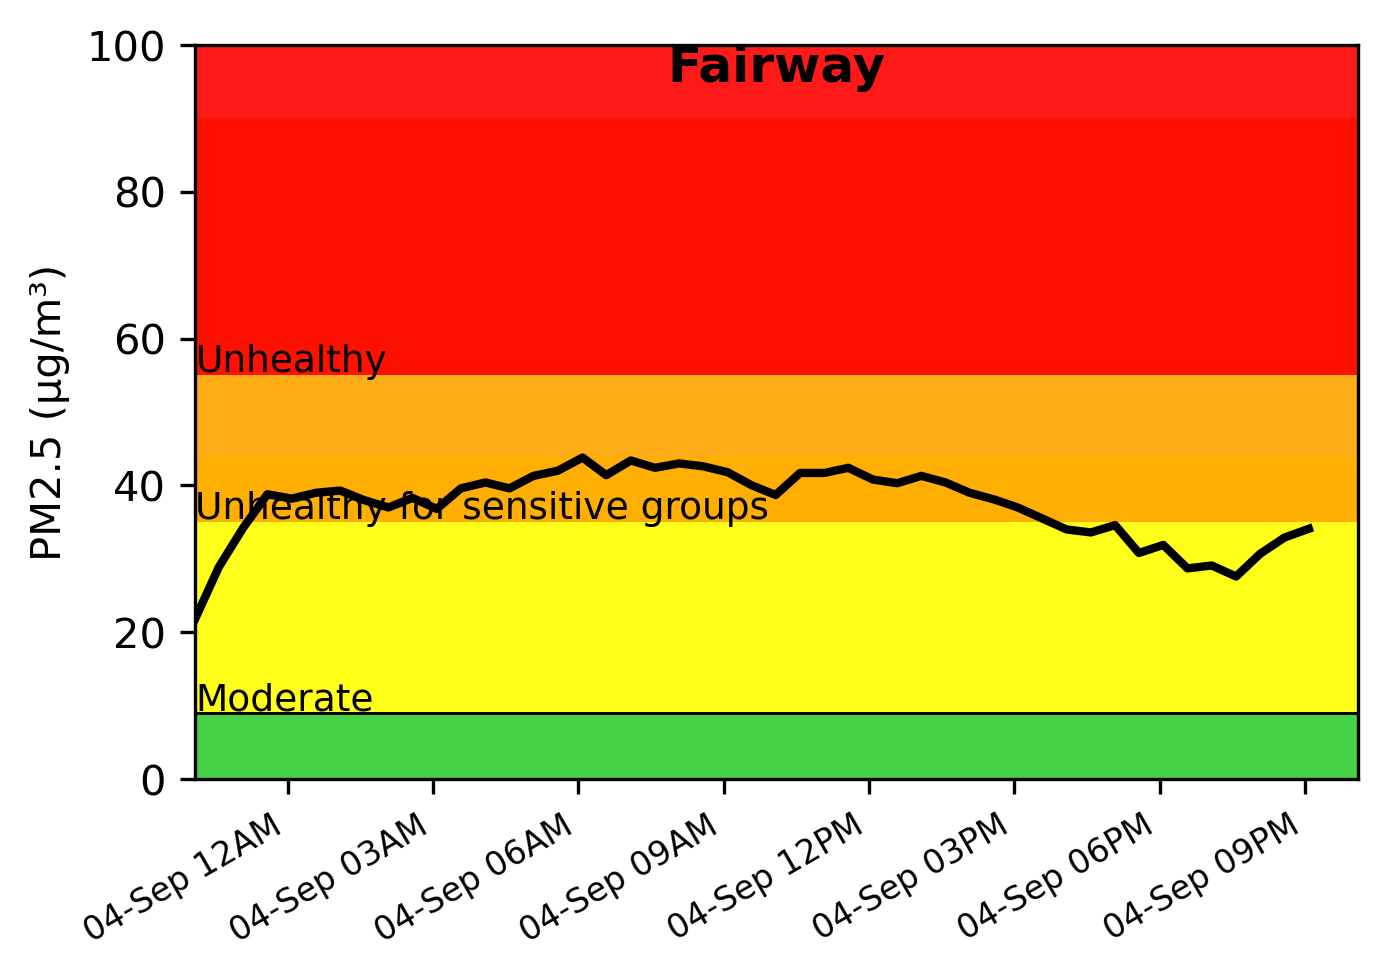 Fairway
100
80
60
40
20
0
PM2.5 (µg/m³)
Unhealthy
Unhealthy for sensitive groups
Moderate
04-Sep 12AM
04-Sep 03AM
04-Sep 06AM
04-Sep 09AM
04-Sep 12PM
04-Sep 03PM
04-Sep 06PM
04-Sep 09PM